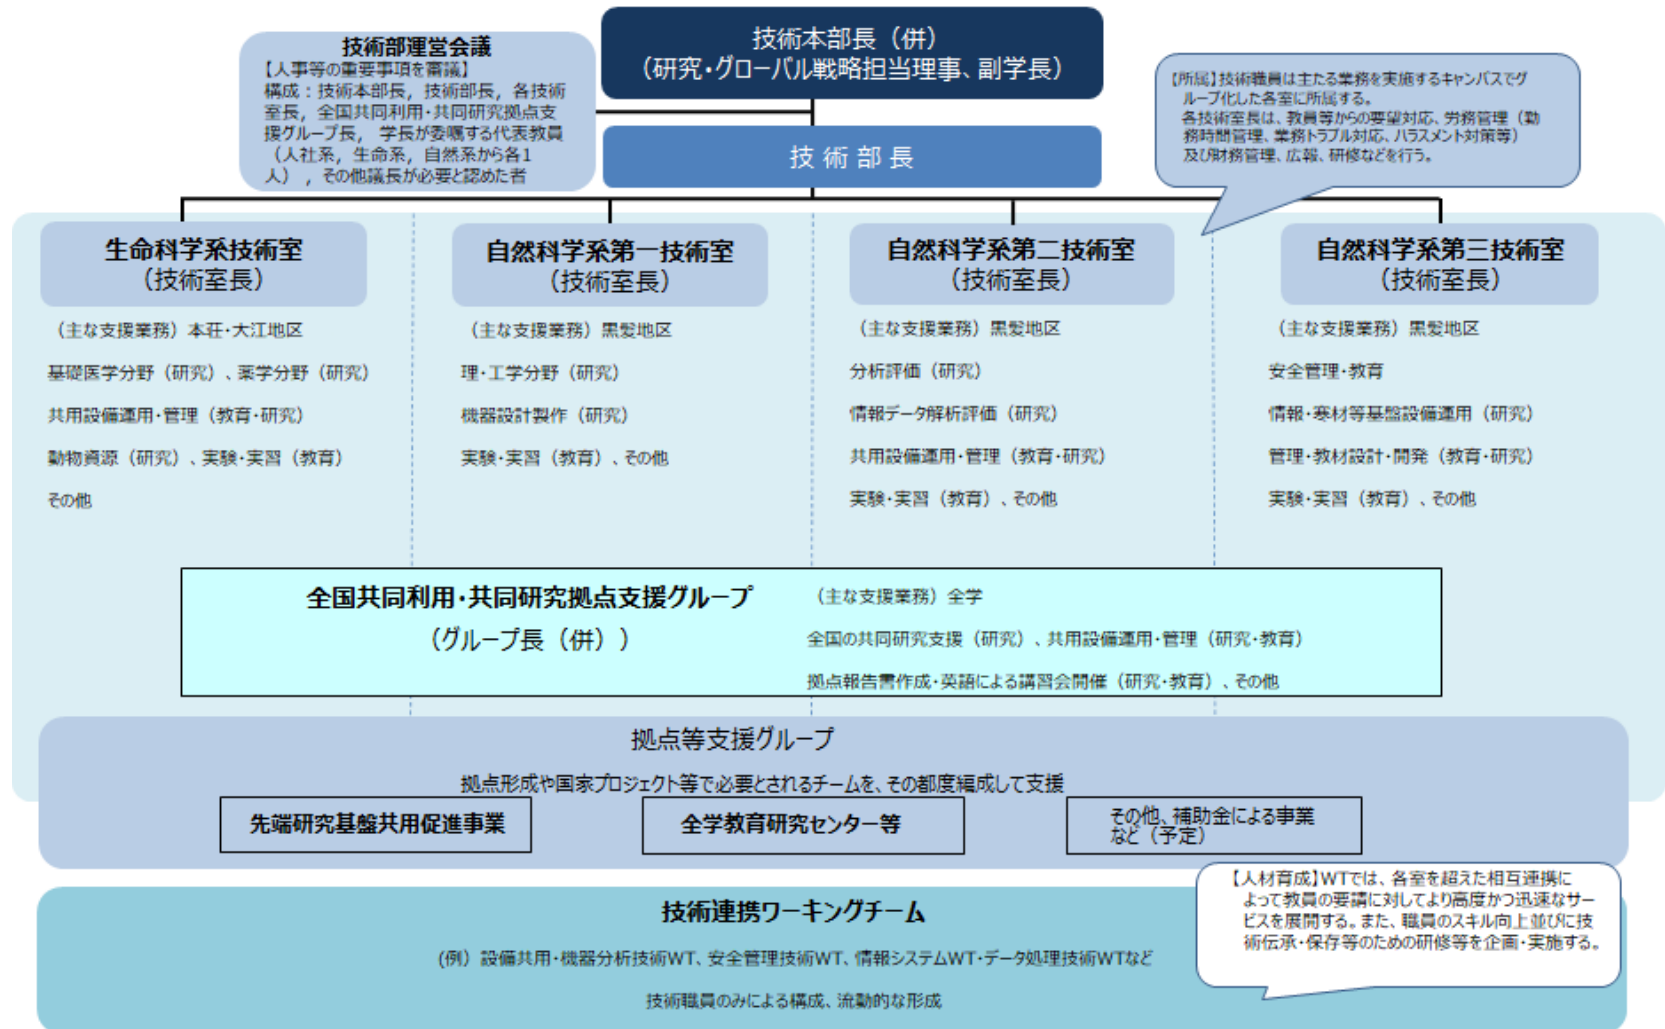 技術本部長（併）
（研究・グローバル戦略担当理事、副学長）
技術部運営会議
【人事等の重要事項を審議】
構成：技術本部長，技術部長，各技術
室長，全国共同利用・共同研究拠点支
援グループ長，　学長が委嘱する代表教員
（人社系，生命系，自然系から各1
人），その他議長が必要と認めた者
技 術 部 長
【所属】技術職員は主たる業務を実施するキャンパスでグ
ループ化した各室に所属する。
各技術室長は、教員等からの要望対応、労務管理（勤
務時間管理、業務トラブル対応、ハラスメント対策等）
及び財務管理、広報、研修などを行う。
生命科学系技術室
（技術室長）
（主な支援業務）本荘・大江地区
基礎医学分野（研究）、薬学分野（研究）
共用設備運用・管理（教育・研究）
動物資源（研究）、実験・実習（教育）
その他
自然科学系第一技術室
（技術室長）
（主な支援業務）黒髪地区
理・工学分野（研究）
機器設計製作（研究）
実験・実習（教育）、その他
自然科学系第二技術室
（技術室長）
（主な支援業務）黒髪地区
分析評価（研究）
情報データ解析評価（研究）
共用設備運用・管理（教育・研究）
実験・実習（教育）、その他
自然科学系第三技術室
（技術室長）
（主な支援業務）黒髪地区
安全管理・教育
情報・寒材等基盤設備運用（研究）
管理・教材設計・開発（教育・研究）
実験・実習（教育）、その他
全国共同利用・共同研究拠点支援グループ
（グループ長（併））
（主な支援業務）全学
全国の共同研究支援（研究）、共用設備運用・管理（研究・教育）
拠点報告書作成・英語による講習会開催（研究・教育）、その他
拠点等支援グループ
拠点形成や国家プロジェクト等で必要とされるチームを、その都度編成して支援
先端研究基盤共用促進事業
全学教育研究センター等
その他、補助金による事業
など（予定）
技術連携ワーキングチーム
(例）設備共用・機器分析技術WT、安全管理技術WT、情報システムWT・データ処理技術WTなど
技術職員のみによる構成、流動的な形成
【人材育成】WTでは、各室を超えた相互連携に
よって教員の要請に対してより高度かつ迅速なサー
ビスを展開する。また、職員のスキル向上並びに技
術伝承・保存等のための研修等を企画・実施する。